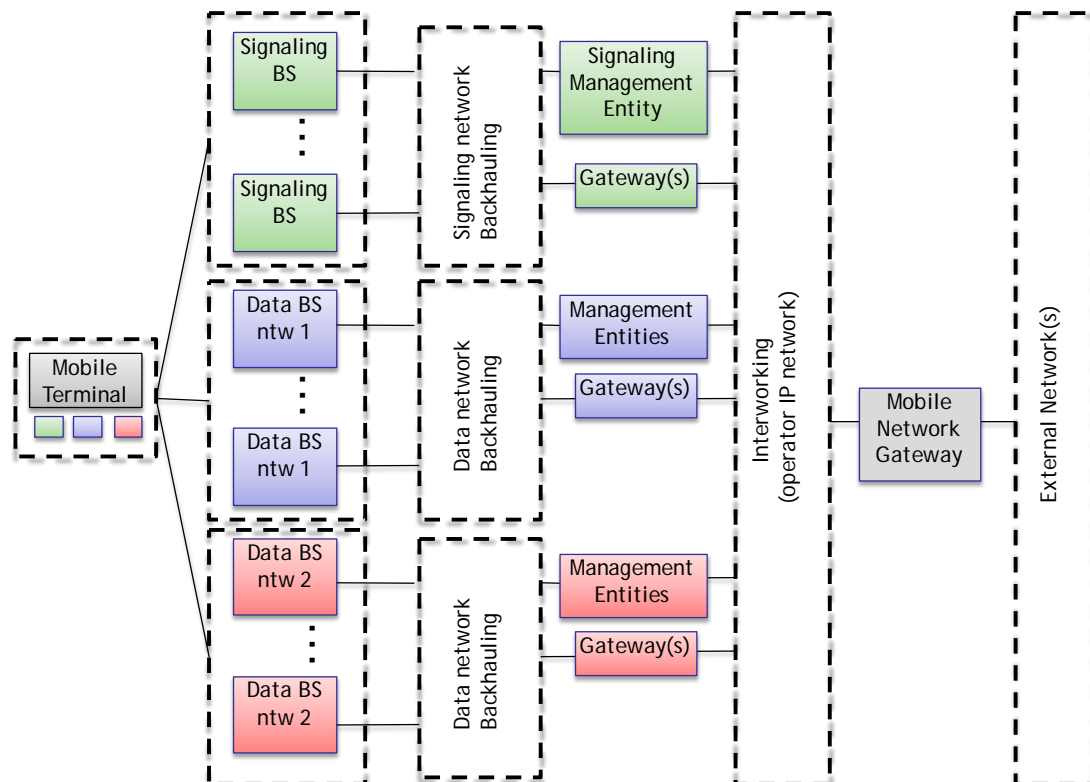 Signaling
BS
Signaling
BS
Signaling network
Backhauling
Signaling
Management
Entity
Gateway(s)
Mobile
Terminal
Data BS
ntw 1
Data BS
ntw 1
Data network
Backhauling
Management
Entities
Gateway(s)
Data BS
ntw 2
Data BS
ntw 2
Data network
Backhauling
Management
Entities
Gateway(s)
Interworking
(operator IP network)
Mobile
Network
Gateway
External Network(s)